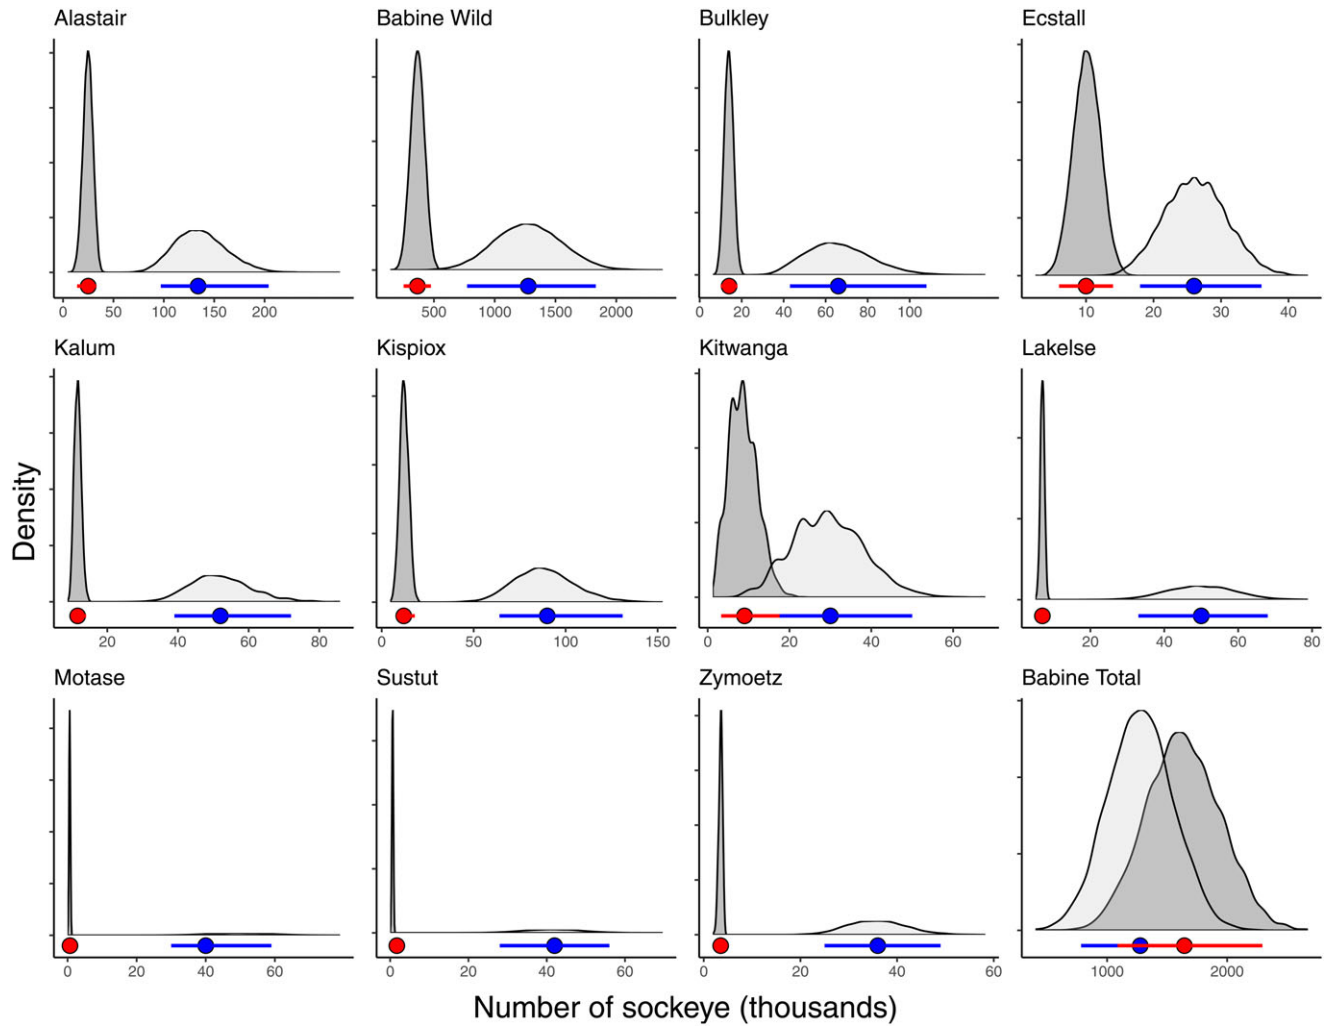 Alastair Babine Wild Bulkley Ecstall
0 50 100 150 200 500 1000 1500 2000 0 20 40 60 80 100 10 20 30 40
Kalum Kispiox Kitwanga Lakelse
20 40 60 80 0 50 100 150 0 20 40 60 20 40 60 80
Density
Motase Sustut Zymoetz Babine Total
0 20 40 60 0 20 40 60 0 20 40 60 1000 2000
Number of sockeye (thousands)